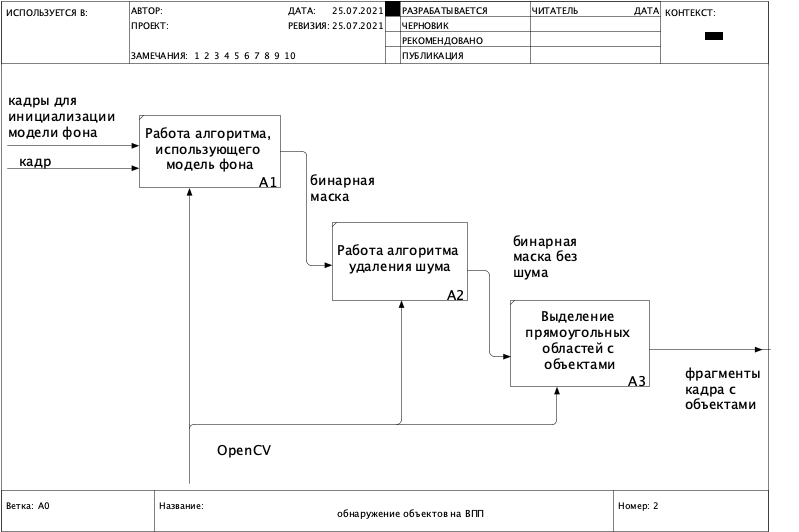 ИСПОЛЬЗУЕТСЯ В:
АВТОР:
ДАТА: 25.07.2021
РАЗРАБАТЫВАЕТСЯ
ЧИТАТЕЛЬ
ДАТА
КОНТЕКСТ:
ПРОЕКТ:
РЕВИЗИЯ: 25.07.2021
ЧЕРНОВИК
РЕКОМЕНДОВАНО
ЗАМЕЧАНИЯ: 1 2 3 4 5 6 7 8 9 10
ПУБЛИКАЦИЯ
кадры для
инициализации
модели фона
кадр
Работа алгоритма,
использующего
модель фона
A1
бинарная
маска
Работа алгоритма
удаления шума
A2
бинарная
маска без
шума
Выделение
прямоугольных
областей с
объектами
A3
фрагменты
кадра с
объектами
OpenCV
Ветка: A0
Название:
обнаружение объектов на ВПП
Номер: 2